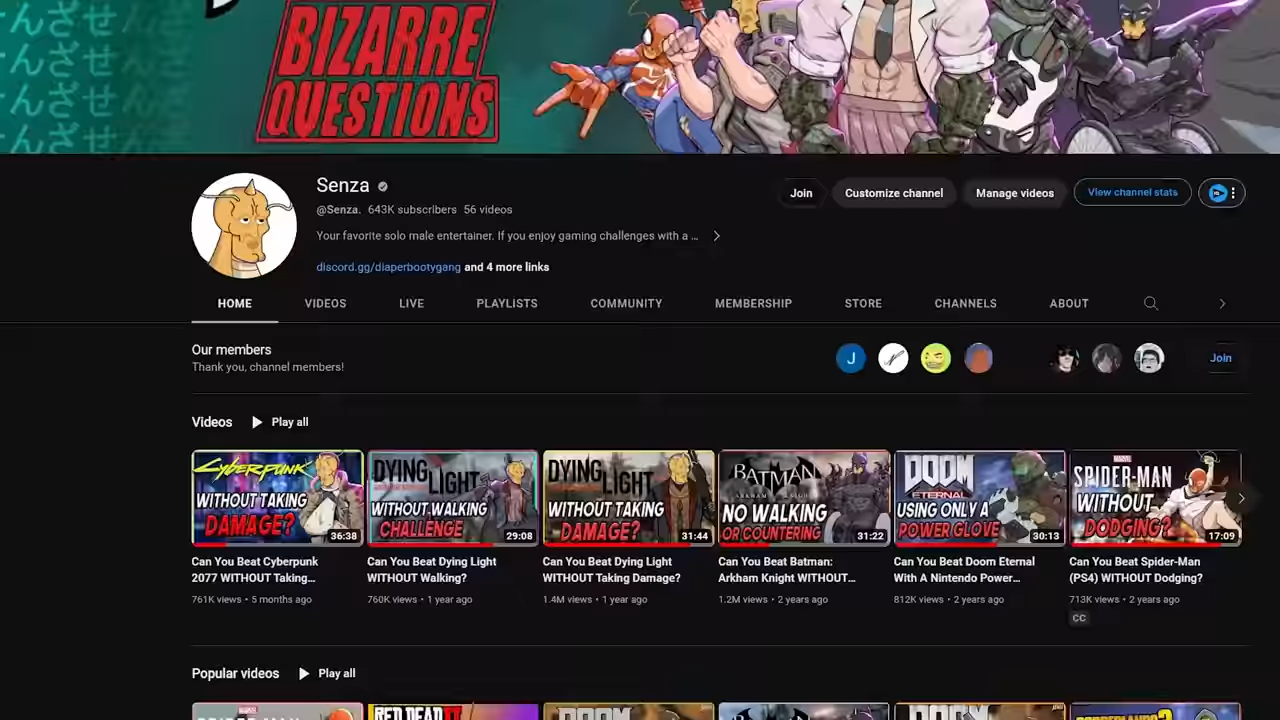 んざせ
んざせ
んざせ
んざせ
BIZARRE
QUESTIONS
Senza
@Senza. 643K subscribers 56 videos
Your favorite solo male entertainer. If you enjoy gaming challenges with a ...
discord.gg/diaperbootygang and 4 more links
Join
Customize channel
Manage videos
View channel stats
HOME
VIDEOS
LIVE
PLAYLISTS
COMMUNITY
MEMBERSHIP
STORE
CHANNELS
ABOUT
Our members
Thank you, channel members!
J
Join
Videos
Play all
CYBERPUNK
WITHOUT TAKING
DAMAGE?
36:38
DYING
LIGHT
WITHOUT WALKING
CHALLENGE
29:08
DYING
LIGHT
WITHOUT TAKING
DAMAGE?
31:44
BATMAN
ARKHAM KNIGHT
NO WALKING
OR COUNTERING
31:22
DOOM
ETERNAL
USING ONLY A
POWER GLOVE
30:13
MARVEL
SPIDER-MAN
WITHOUT
DODGING?
17:09
Can You Beat Cyberpunk
2077 WITHOUT Taking...
761K views • 5 months ago
Can You Beat Dying Light
WITHOUT Walking?
760K views • 1 year ago
Can You Beat Dying Light
WITHOUT Taking Damage?
1.4M views • 1 year ago
Can You Beat Batman:
Arkham Knight WITHOUT...
1.2M views • 2 years ago
Can You Beat Doom Eternal
With A Nintendo Power...
812K views • 2 years ago
Can You Beat Spider-Man
(PS4) WITHOUT Dodging?
713K views • 2 years ago
CC
Popular videos
Play all
MARVEL
SPIDER-MAN
RED DEAD II
DOOM
DOOM
BORDERLANDS 2